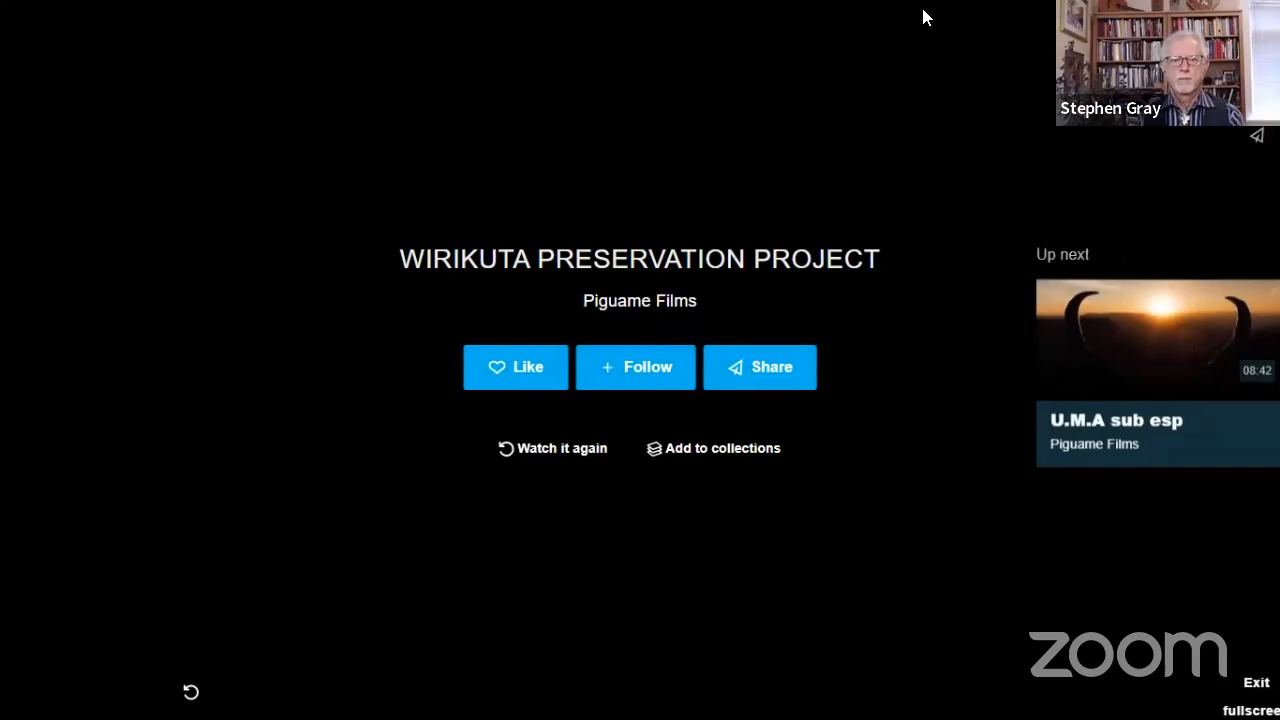 Stephen Gray
WIRIKUTA PRESERVATION PROJECT
Piguame Films
Like
Follow
Share
Watch it again
Add to collections
Up next
08:42
U.M.A sub esp
Piguame Films
zoom
Exit
fullscree